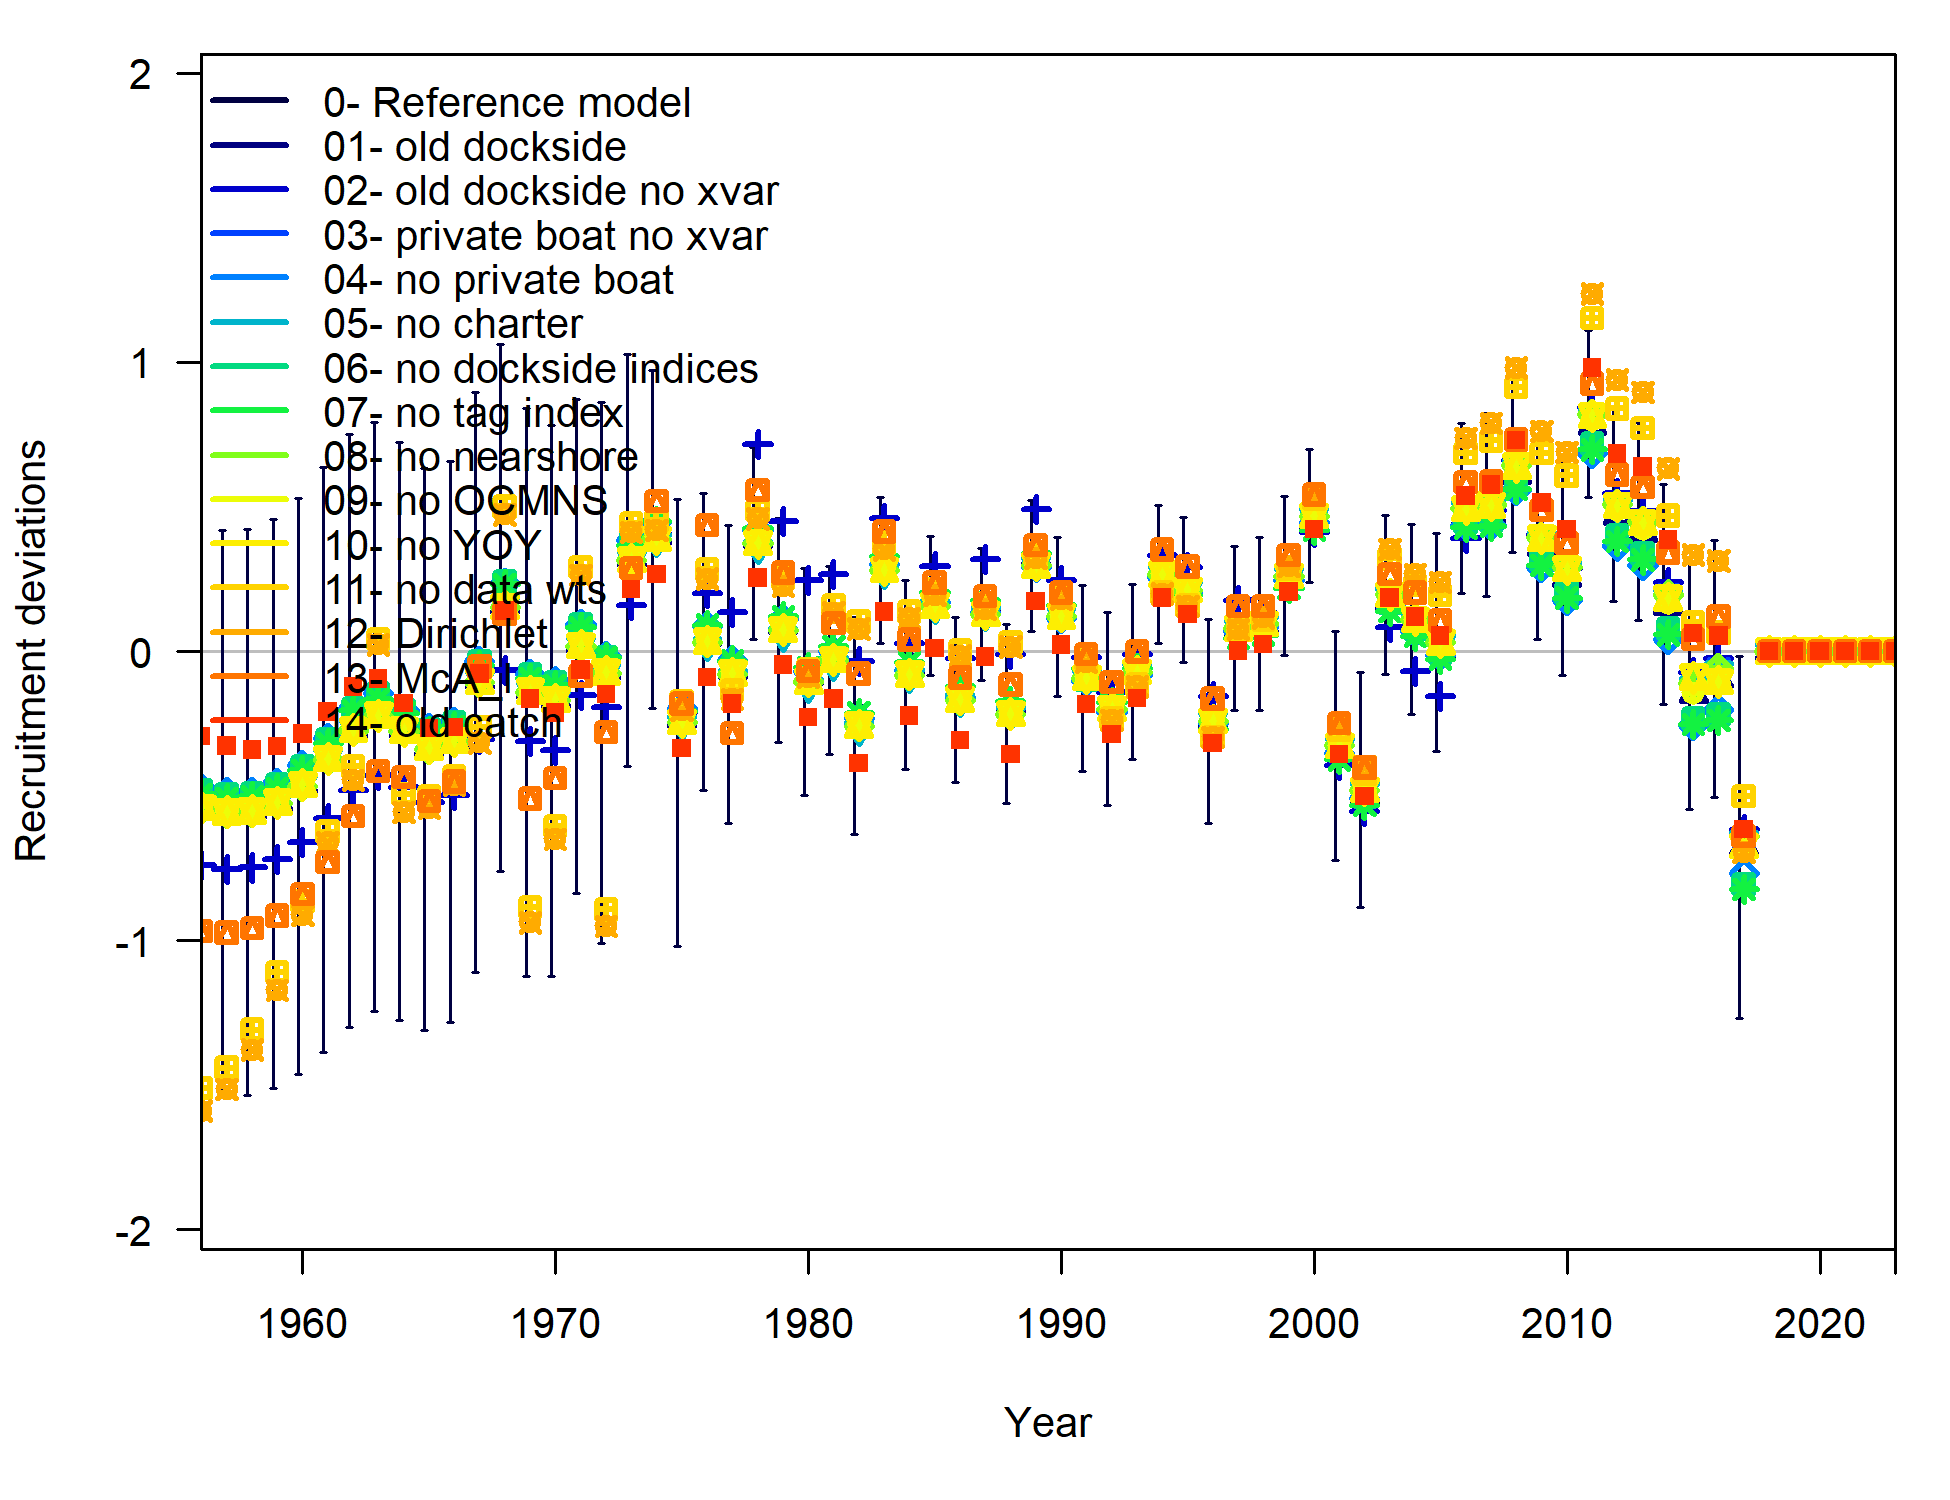 2
1
0
-1
-2
Recruitment deviations
0- Reference model
01- old dockside
02- old dockside no xvar
03- private boat no xvar
04- no private boat
05- no charter
06- no dockside indices
07- no tag index
08- no nearshore
09- no OCMNS
10- no YOY
11- no data wts
12- Dirichlet
13- McA_I
14- old catch
1960 1970 1980 1990 2000 2010 2020
Year